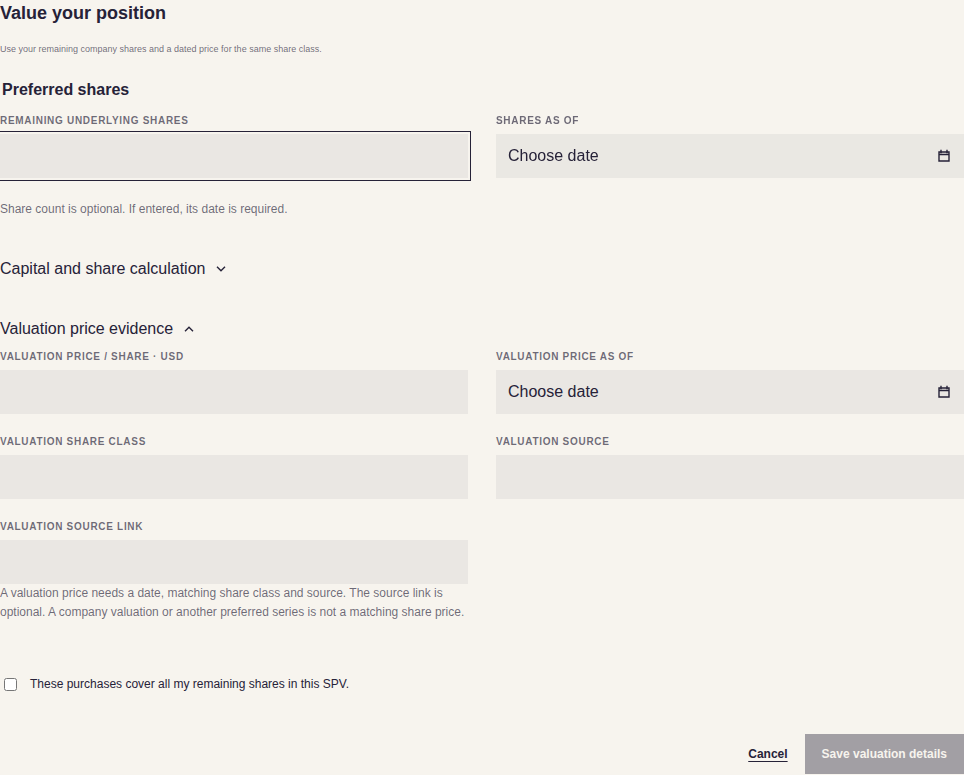 Value your position
Use your remaining company shares and a dated price for the same share class.
Preferred shares
REMAINING UNDERLYING SHARES
SHARES AS OF
Choose date
Share count is optional. If entered, its date is required.
Capital and share calculation
Valuation price evidence
VALUATION PRICE / SHARE · USD
VALUATION PRICE AS OF
Choose date
VALUATION SHARE CLASS
VALUATION SOURCE
VALUATION SOURCE LINK
A valuation price needs a date, matching share class and source. The source link is
optional. A company valuation or another preferred series is not a matching share price.
These purchases cover all my remaining shares in this SPV.
Cancel
Save valuation details